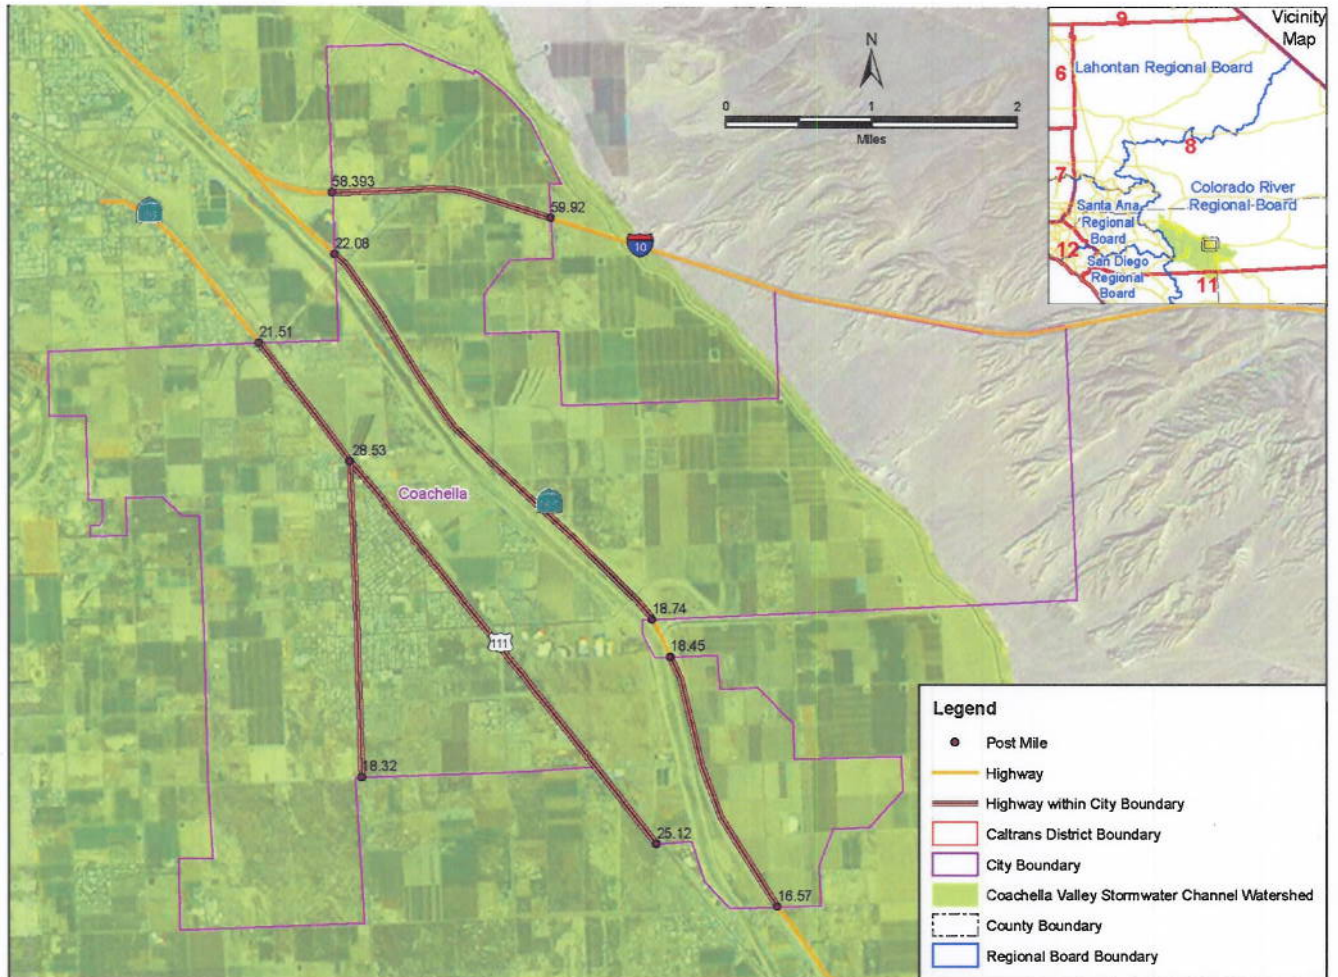 N
0 1 2
Miles
Vicinity
Map
9
6
Lahontan Regional Board
8
7
Colorado River
Regional-Board
Santa Ana
Regional
Board
12
San Diego
Regional
Board
11
58.393
59.92
10
22.08
21.51
28.53
Coachella
18.74
111
18.45
18.32
25.12
16.57
Legend
Post Mile
Highway
Highway within City Boundary
Caltrans District Boundary
City Boundary
Coachella Valley Stormwater Channel Watershed
County Boundary
Regional Board Boundary